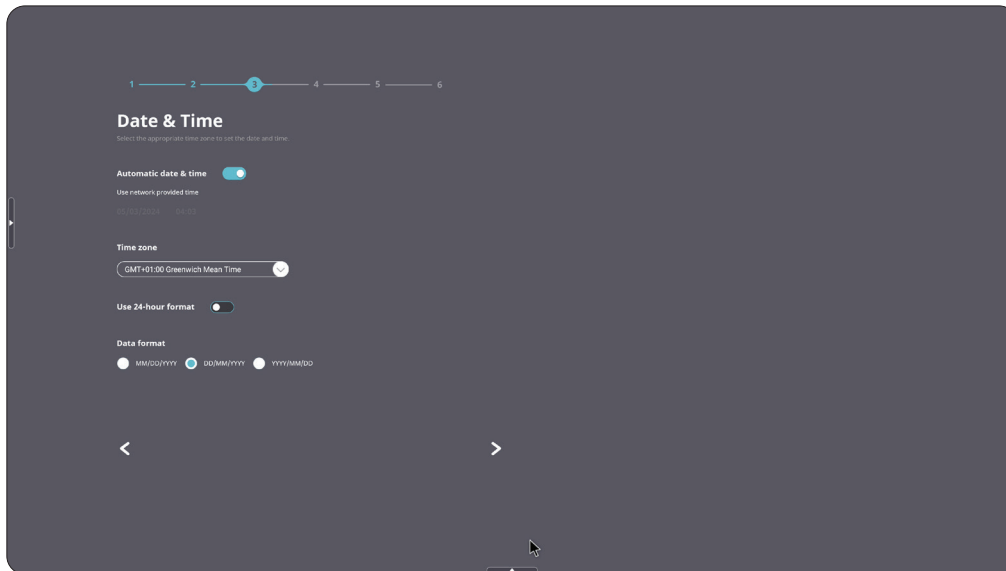 1 2 3 4 5 6
Date & Time
Select the appropriate time zone to set the date and time.
Automatic date & time
Use network provided time
Time zone
GMT+01:00 Greenwich Mean Time
Use 24-hour format
Data format
MM/DD/YYYY DD/MM/YYYY YYYY/MM/DD